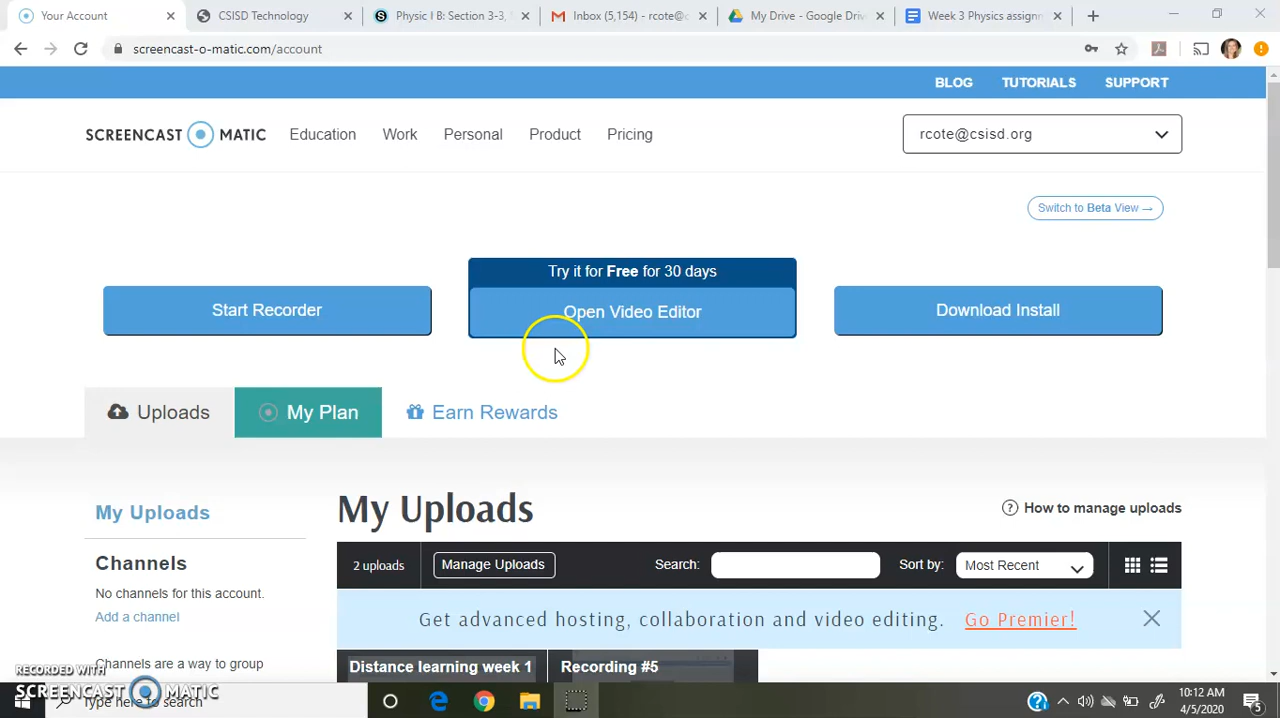 Your Account
CSISD Technology
Physic I B: Section 3-3,
Inbox (5,154) - rcote@c
My Drive - Google Driv
Week 3 Physics assignm
screencast-o-matic.com/account
BLOG TUTORIALS SUPPORT
SCREENCAST MATIC Education Work Personal Product Pricing
rcote@csisd.org
Switch to Beta View →
Try it for Free for 30 days
Start Recorder
Open Video Editor
Download Install
Uploads
My Plan
Earn Rewards
My Uploads
My Uploads
How to manage uploads
Channels
2 uploads
Manage Uploads
Search:
Sort by:
Most Recent
No channels for this account.
Add a channel
Get advanced hosting, collaboration and video editing. Go Premier!
Channels are a way to group
Distance learning week 1
Recording #5
RECORDED WITH
SCREENCAST MATIC
Type here to search
10:12 AM
4/5/2020
5